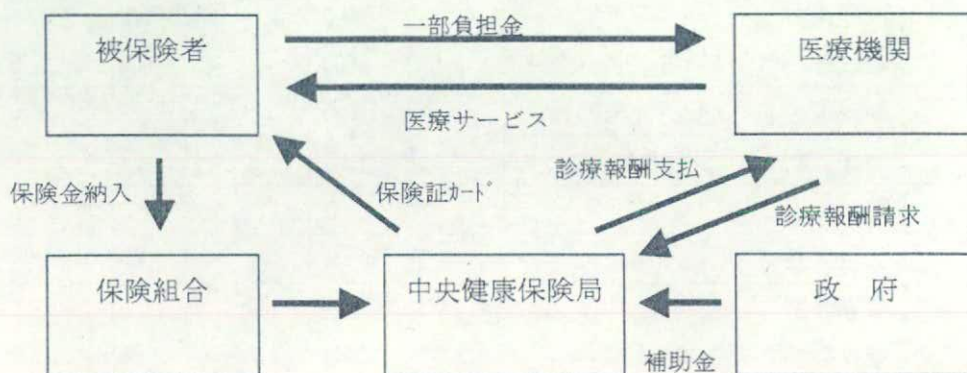 一部負担金
被保険者
医療機関
医療サービス
保険金納入
保険証ｶｰﾄﾞ
診療報酬支払
診療報酬請求
保険組合
中央健康保険局
政　府
補助金